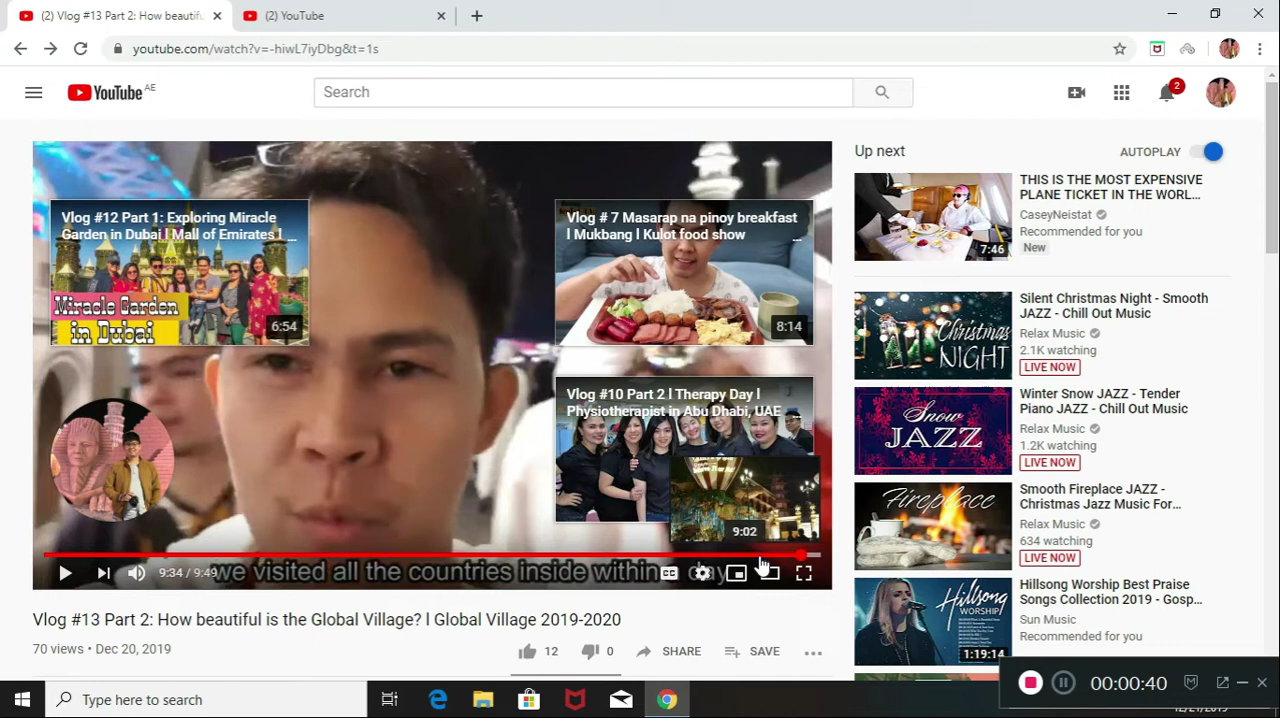 (2) Vlog #13 Part 2: How beautif
(2) YouTube
youtube.com/watch?v=-hiwL7iyDbg&t=1s
YouTube AE
Search
2
Vlog #12 Part 1: Exploring Miracle
Garden in Dubai l Mall of Emirates l ...
Miracle Garden
in Dubai
6:54
Vlog # 7 Masarap na pinoy breakfast
l Mukbang l Kulot food show ...
8:14
Vlog #10 Part 2 l Therapy Day l
Physiotherapist in Abu Dhabi, UAE
9:02
we visited all the countries inside within a day
9:34 / 9:49
CC
Vlog #13 Part 2: How beautiful is the Global Village? l Global Village 2019-2020
70 views • Dec 20, 2019
12
0
SHARE
SAVE
Up next
AUTOPLAY
THIS IS THE MOST EXPENSIVE
PLANE TICKET IN THE WORL...
CaseyNeistat
Recommended for you
New
7:46
Christmas
NIGHT
Silent Christmas Night - Smooth
JAZZ - Chill Out Music
Relax Music
2.1K watching
LIVE NOW
Snow
JAZZ
Winter Snow JAZZ - Tender
Piano JAZZ - Chill Out Music
Relax Music
1.2K watching
LIVE NOW
Fireplace
Smooth Fireplace JAZZ -
Christmas Jazz Music For...
Relax Music
634 watching
LIVE NOW
Hillsong
WORSHIP
1:19:14
Hillsong Worship Best Praise
Songs Collection 2019 - Gosp...
Sun Music
Recommended for you
00:00:40
Type here to search
12/21/2019